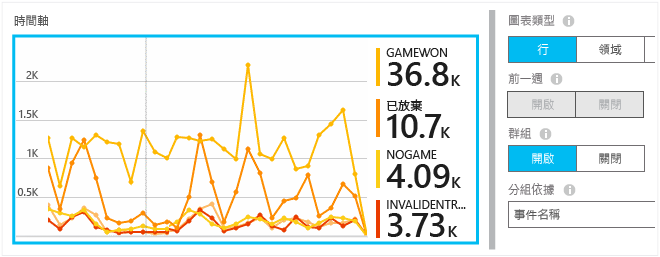 時間軸
2K
1.5K
1K
0.5K
GAMEWON
36.8K
已放棄
10.7K
NOGAME
4.09K
INVALIDENTR...
3.73K
圖表類型
行
領域
前一週
開啟
關閉
群組
開啟
關閉
分組依據
事件名稱